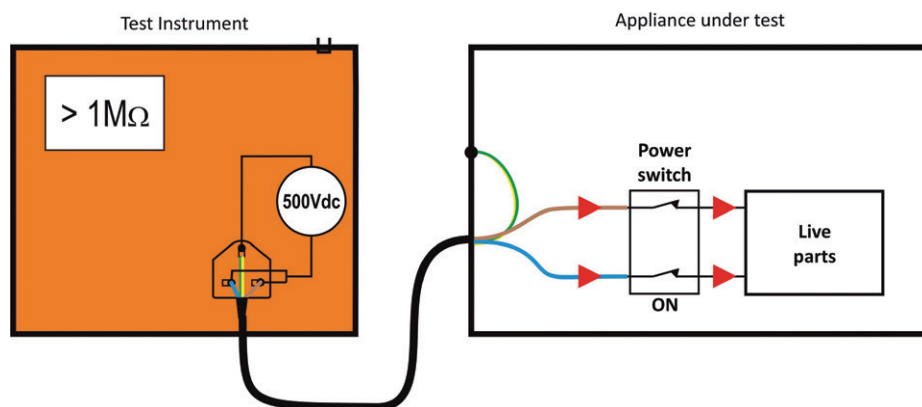 Test Instrument
Appliance under test
> 1MΩ
500Vdc
Power
switch
ON
Live
parts